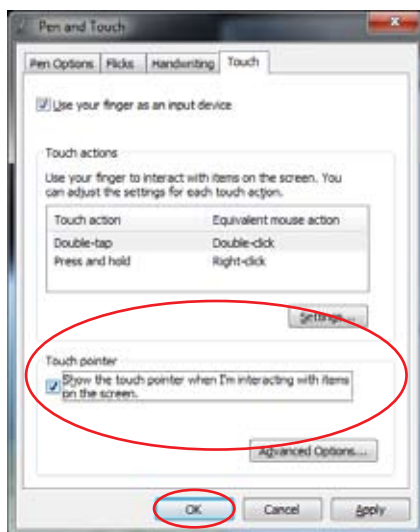 Pen and Touch
Pen Options Flicks Handwriting Touch
Use your finger as an input device
Touch actions
Use your finger to interact with items on the screen. You
can adjust the settings for each touch action.
Touch action Equivalent mouse action
Double-tap Double-click
Press and hold Right-click
Settings...
Touch pointer
Show the touch pointer when I'm interacting with items
on the screen.
Advanced Options...
OK Cancel Apply